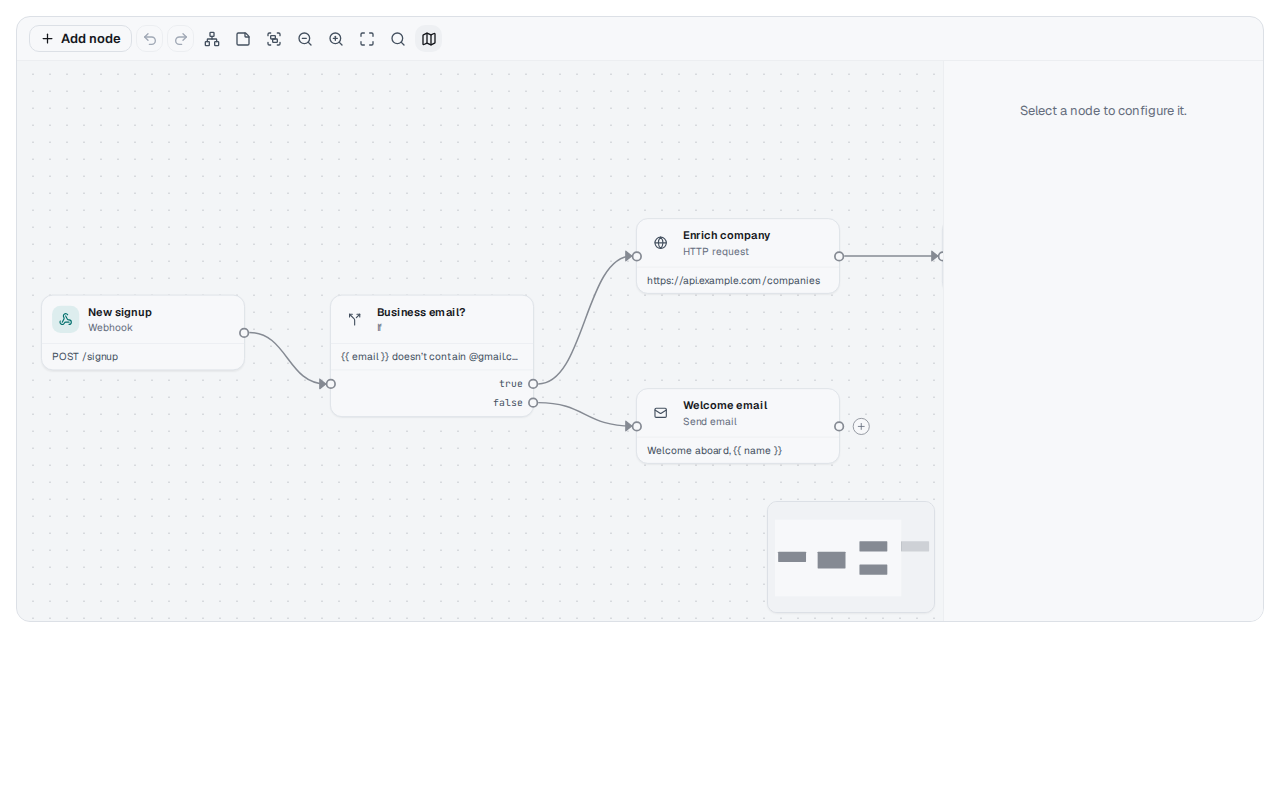 Add node
Select a node to configure it.
Enrich company
HTTP request
https://api.example.com/companies
New signup
Webhook
POST /signup
Business email?
If
{{ email }} doesn't contain @gmail.c…
true
false
Welcome email
Send email
Welcome aboard, {{ name }}